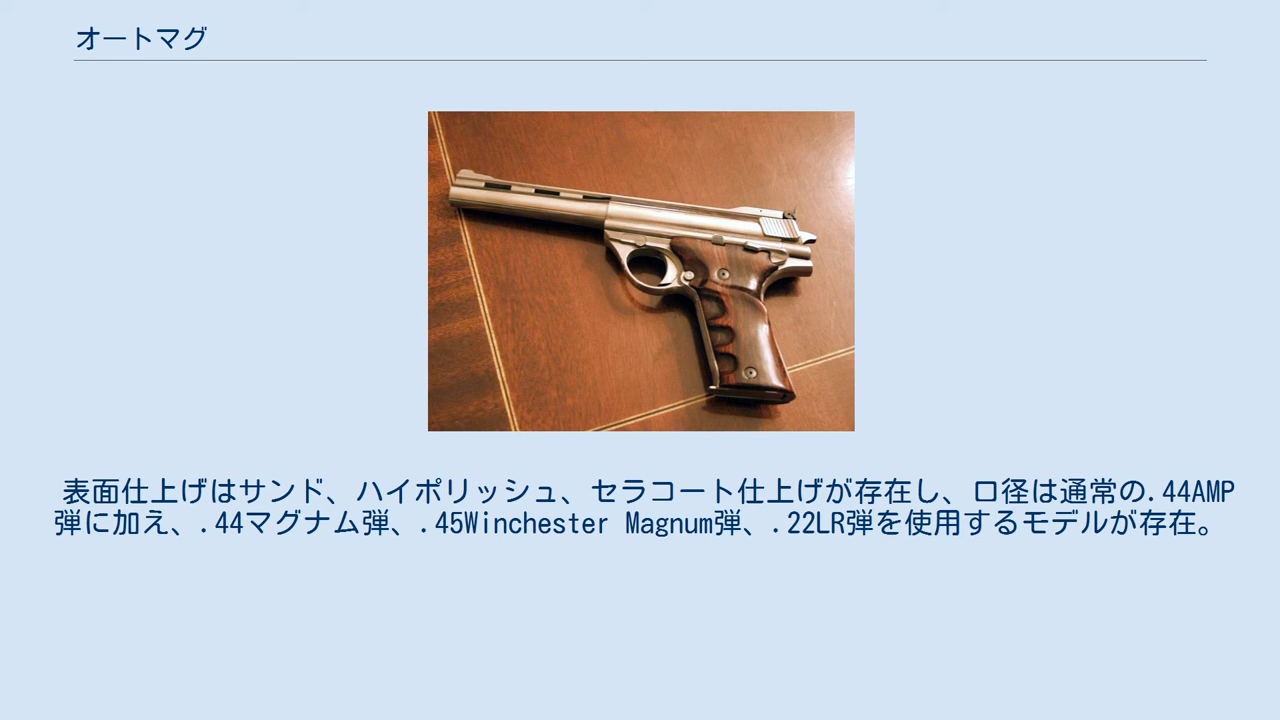 オートマグ
表面仕上げはサンド、ハイポリッシュ、セラコート仕上げが存在し、口径は通常の.44AMP
弾に加え、.44マグナム弾、.45Winchester Magnum弾、.22LR弾を使用するモデルが存在。